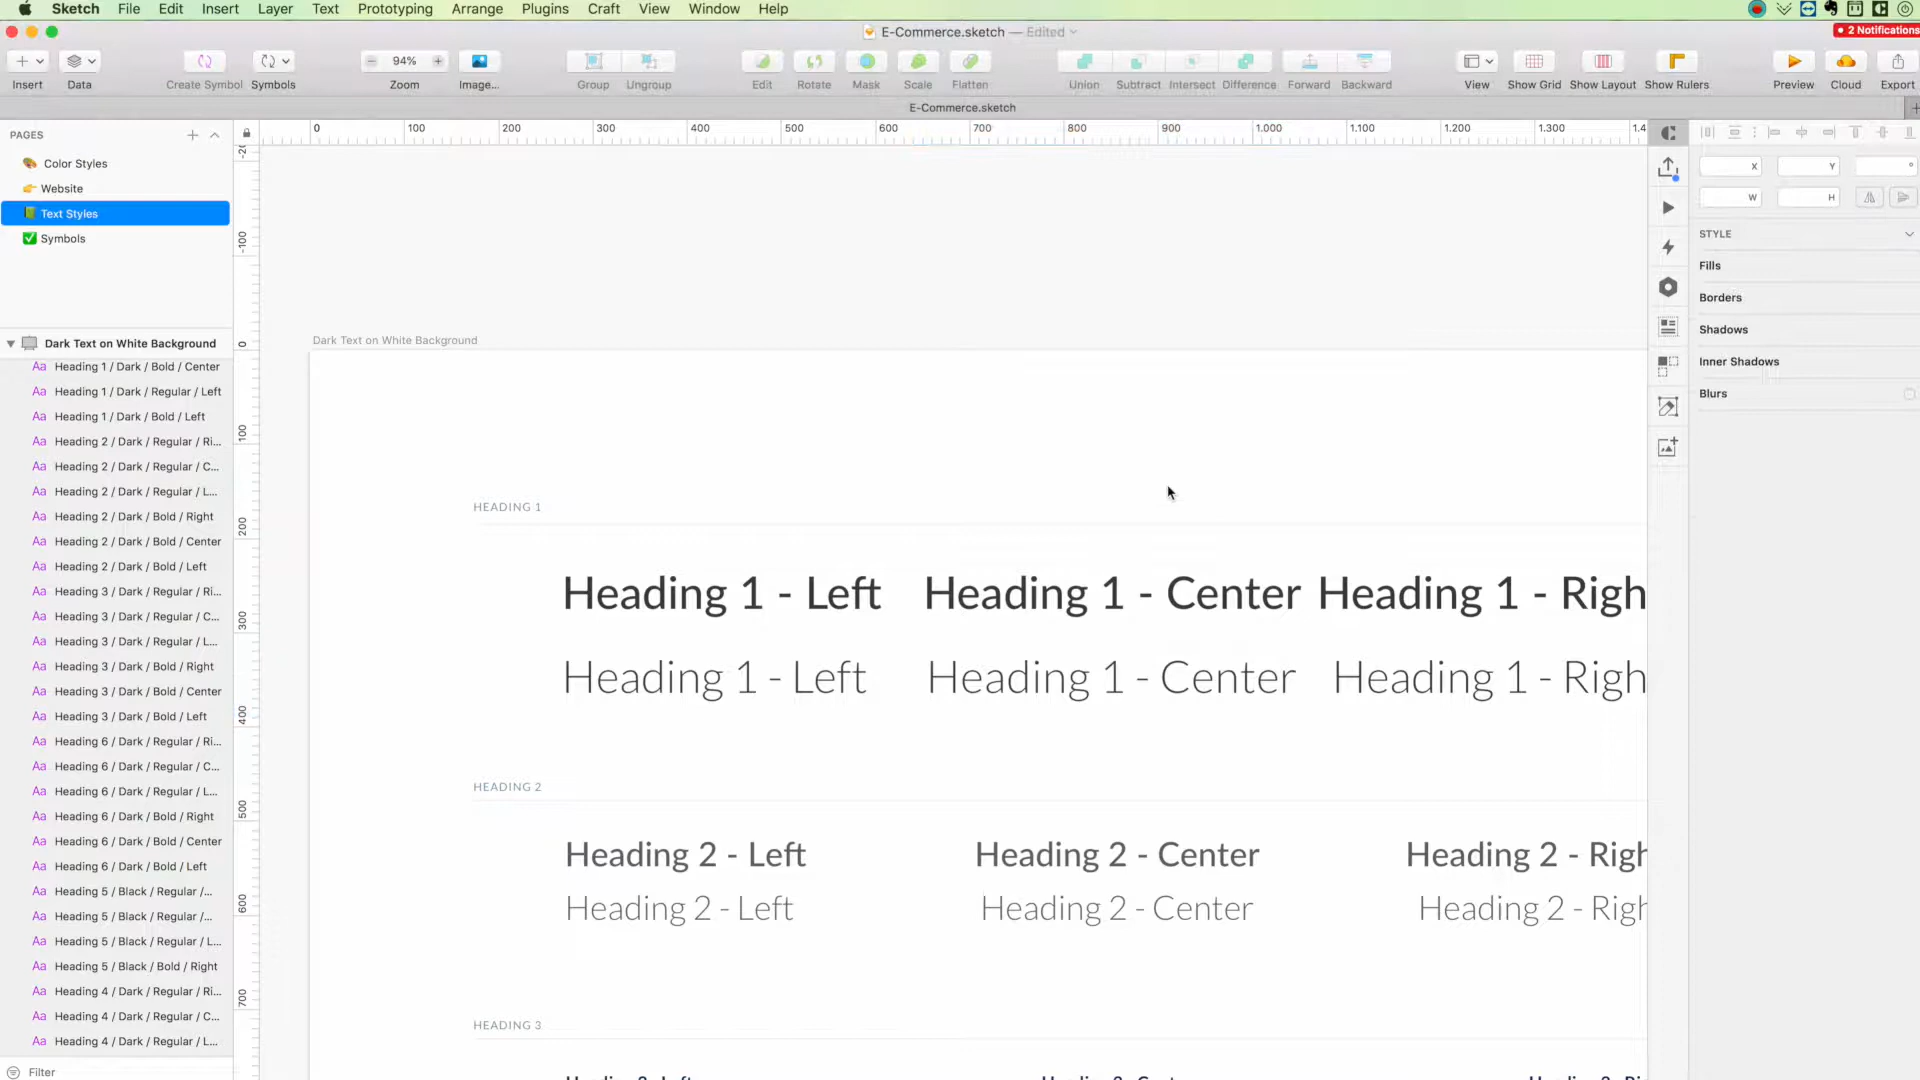 Sketch File Edit Insert Layer Text Prototyping Arrange Plugins Craft View Window Help
E-Commerce.sketch — Edited
2 Notifications
94%
Insert Data Create Symbol Symbols Zoom Image... Group Ungroup Edit Rotate Mask Scale Flatten Union Subtract Intersect Difference Forward Backward View Show Grid Show Layout Show Rulers Preview Cloud Export
E-Commerce.sketch
PAGES
Color Styles
Website
Text Styles
Symbols
Dark Text on White Background
Heading 1 / Dark / Bold / Center
Heading 1 / Dark / Regular / Left
Heading 1 / Dark / Bold / Left
Heading 2 / Dark / Regular / Ri...
Heading 2 / Dark / Regular / C...
Heading 2 / Dark / Regular / L...
Heading 2 / Dark / Bold / Right
Heading 2 / Dark / Bold / Center
Heading 2 / Dark / Bold / Left
Heading 3 / Dark / Regular / Ri...
Heading 3 / Dark / Regular / C...
Heading 3 / Dark / Regular / L...
Heading 3 / Dark / Bold / Right
Heading 3 / Dark / Bold / Center
Heading 3 / Dark / Bold / Left
Heading 6 / Dark / Regular / Ri...
Heading 6 / Dark / Regular / C...
Heading 6 / Dark / Regular / L...
Heading 6 / Dark / Bold / Right
Heading 6 / Dark / Bold / Center
Heading 6 / Dark / Bold / Left
Heading 5 / Black / Regular /...
Heading 5 / Black / Regular /...
Heading 5 / Black / Regular / L...
Heading 5 / Black / Bold / Right
Heading 4 / Dark / Regular / Ri...
Heading 4 / Dark / Regular / C...
Heading 4 / Dark / Regular / L...
Filter
0 100 200 300 400 500 600 700 800 900 1.000 1.100 1.200 1.300 1.4
-100
0
100
200
300
400
500
600
700
Dark Text on White Background
HEADING 1
Heading 1 - Left Heading 1 - Center Heading 1 - Righ
Heading 1 - Left Heading 1 - Center Heading 1 - Righ
HEADING 2
Heading 2 - Left Heading 2 - Center Heading 2 - Righ
Heading 2 - Left Heading 2 - Center Heading 2 - Righ
HEADING 3
X Y °
W H
STYLE
Fills
Borders
Shadows
Inner Shadows
Blurs